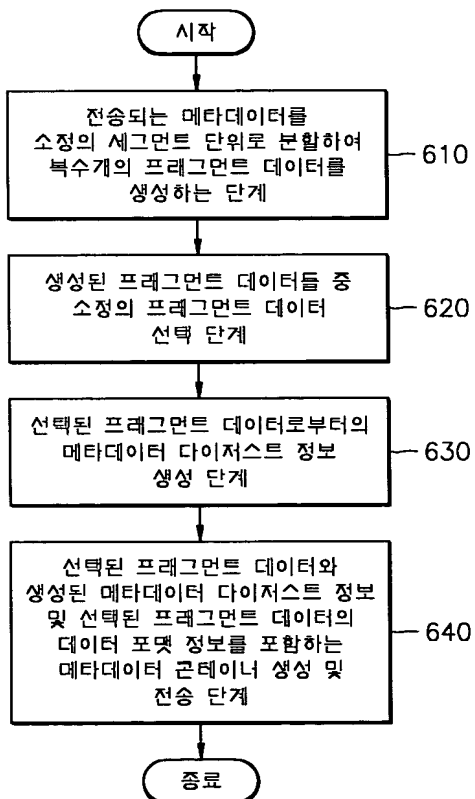 시작
전송되는 메타데이터를
소정의 세그먼트 단위로 분할하여
복수개의 프래그먼트 데이터를
생성하는 단계
610
생성된 프래그먼트 데이터들 중
소정의 프래그먼트 데이터
선택 단계
620
선택된 프래그먼트 데이터로부터의
메타데이터 다이저스트 정보
생성 단계
630
선택된 프래그먼트 데이터와
생성된 메타데이터 다이저스트 정보
및 선택된 프래그먼트 데이터의
데이터 포맷 정보를 포함하는
메타데이터 콘테이너 생성 및
전송 단계
640
종료